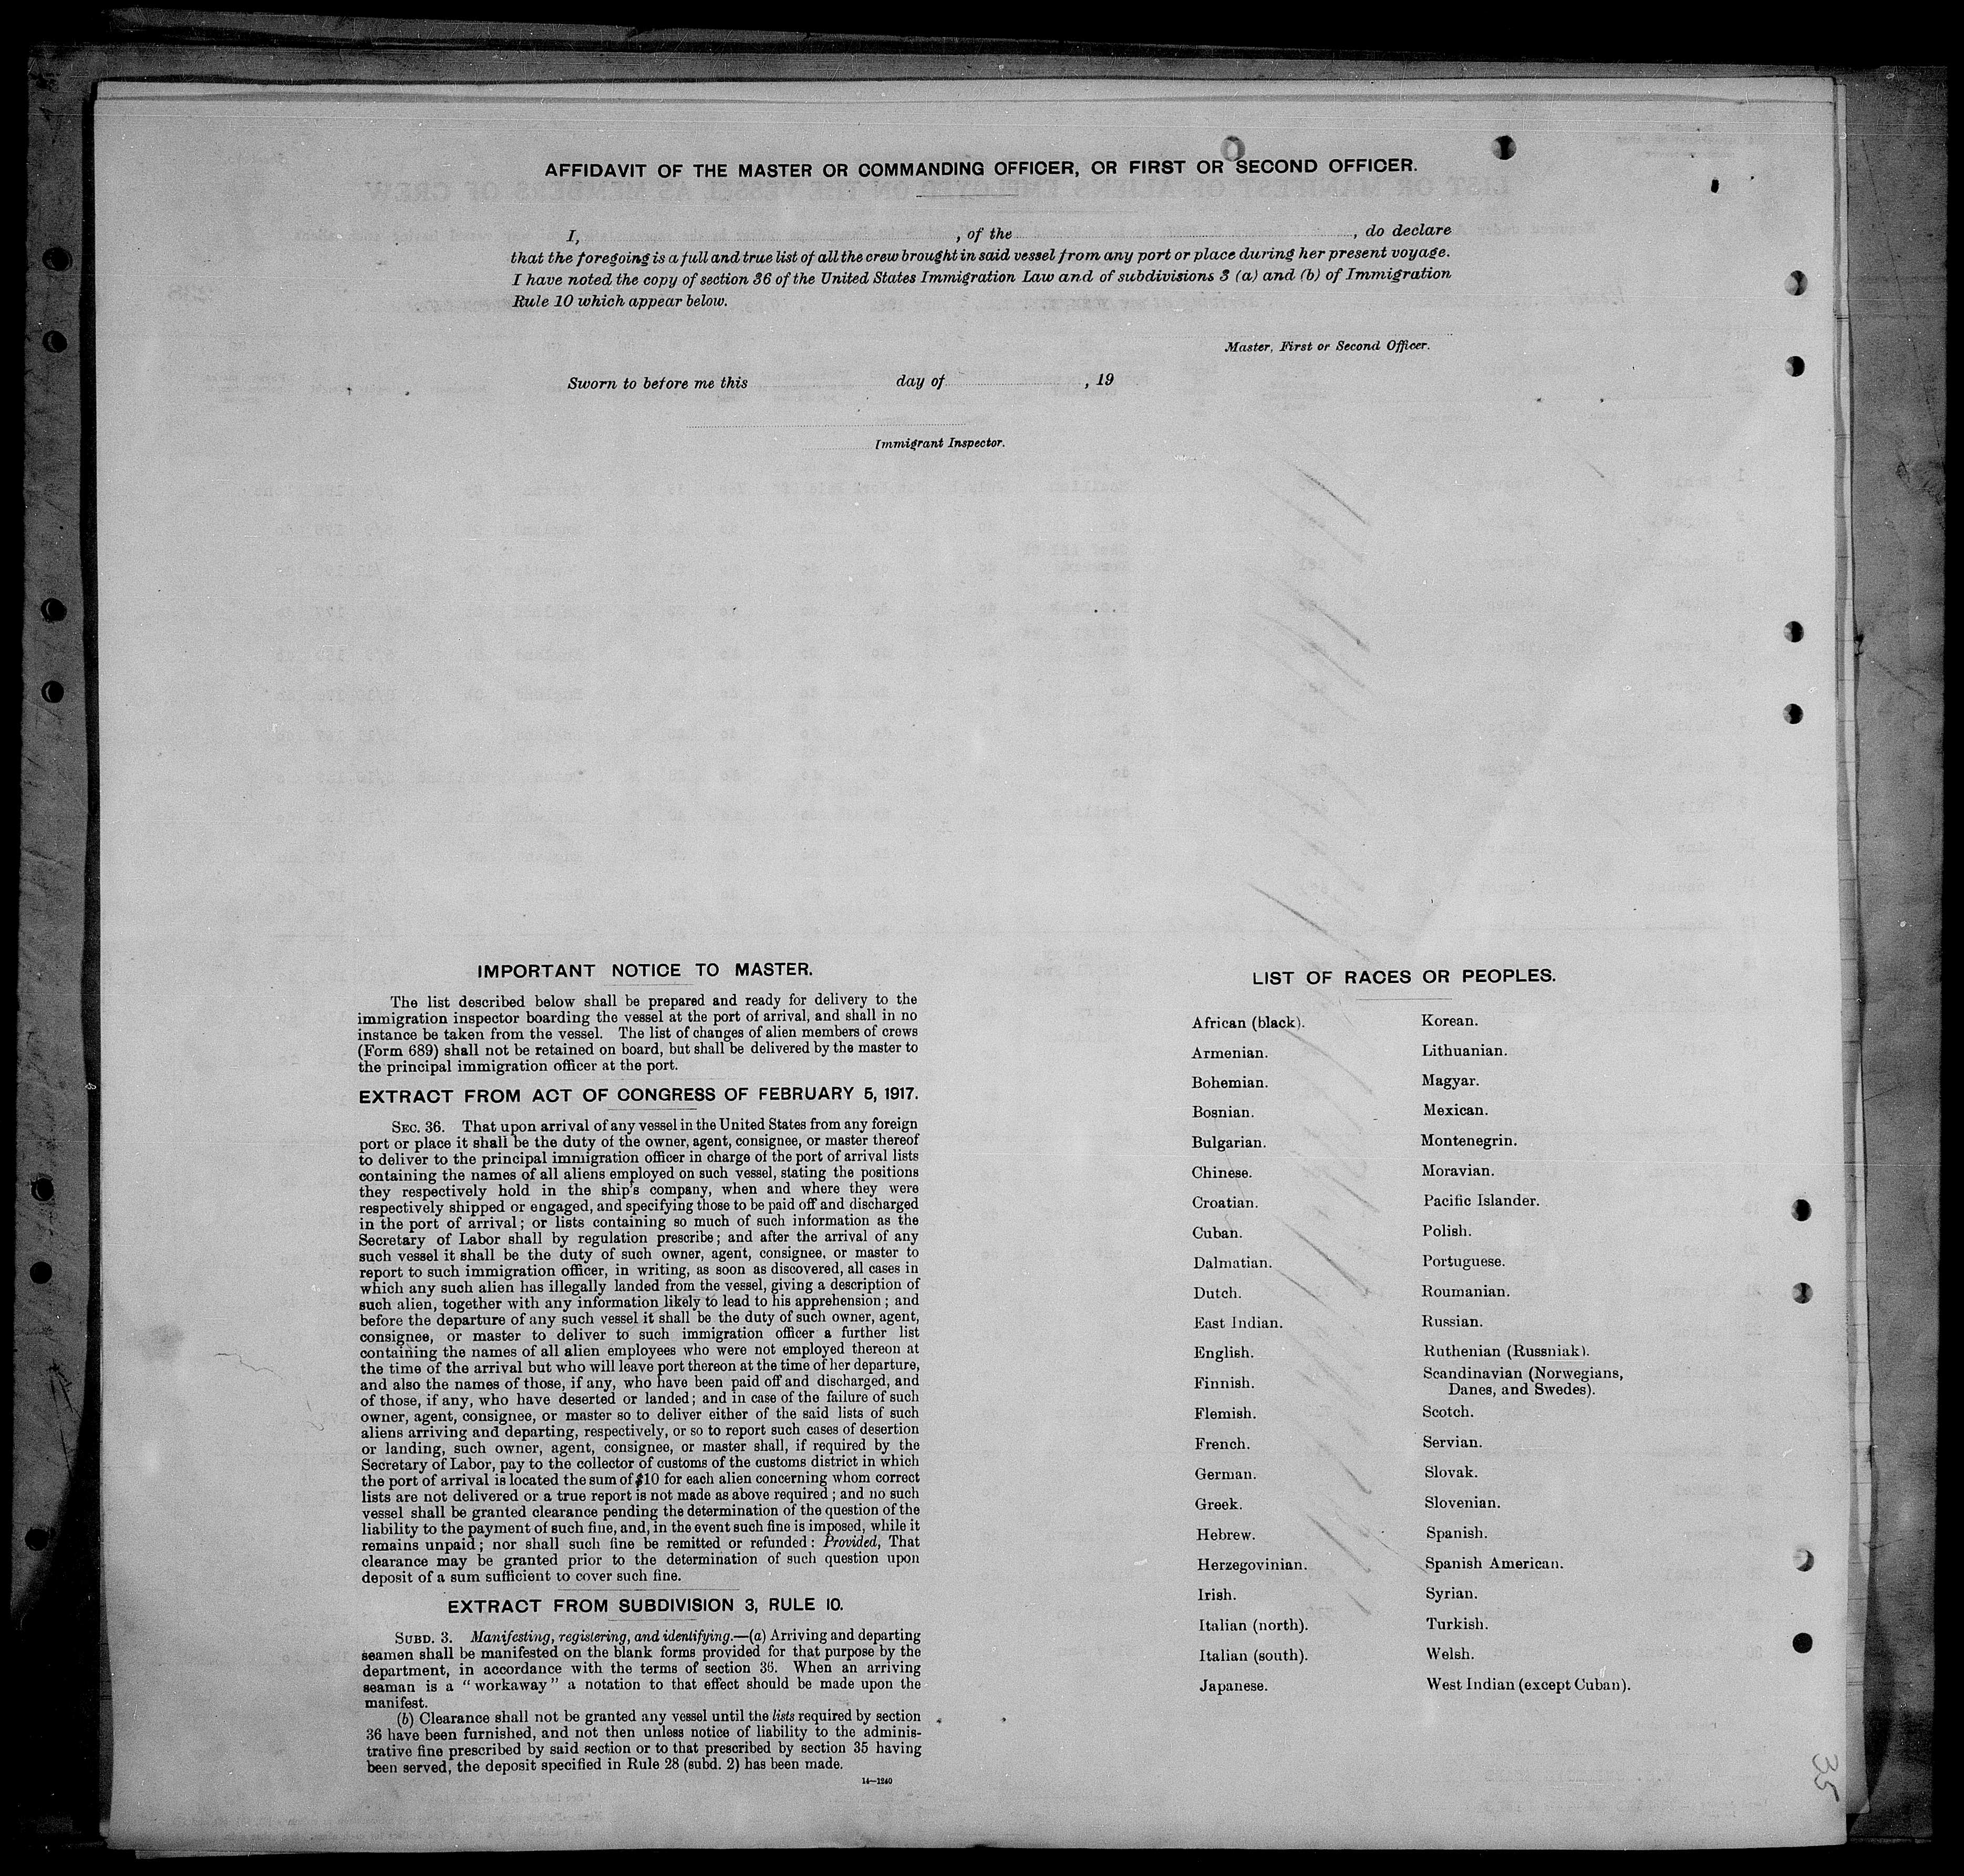 AFFIDAVIT OF THE MASTER OR COMMANDING OFFICER, OR FIRST OR SECOND OFFICER.
I, , of the , do declare
that the foregoing is a full and true list of all the crew brought in said vessel from any port or place during her present voyage.
I have noted the copy of section 36 of the United States Immigration Law and of subdivisions 3 (a) and (b) of Immigration
Rule 10 which appear below.
Master, First or Second Officer.
Sworn to before me this day of , 19
Immigrant Inspector.
IMPORTANT NOTICE TO MASTER.
The list described below shall be prepared and ready for delivery to the
immigration inspector boarding the vessel at the port of arrival, and shall in no
instance be taken from the vessel. The list of changes of alien members of crews
(Form 689) shall not be retained on board, but shall be delivered by the master to
the principal immigration officer at the port.
EXTRACT FROM ACT OF CONGRESS OF FEBRUARY 5, 1917.
SEC. 36. That upon arrival of any vessel in the United States from any foreign
port or place it shall be the duty of the owner, agent, consignee, or master thereof
to deliver to the principal immigration officer in charge of the port of arrival lists
containing the names of all aliens employed on such vessel, stating the positions
they respectively hold in the ship's company, when and where they were
respectively shipped or engaged, and specifying those to be paid off and discharged
in the port of arrival; or lists containing so much of such information as the
Secretary of Labor shall by regulation prescribe; and after the arrival of any
such vessel it shall be the duty of such owner, agent, consignee, or master to
report to such immigration officer, in writing, as soon as discovered, all cases in
which any such alien has illegally landed from the vessel, giving a description of
such alien, together with any information likely to lead to his apprehension; and
before the departure of any such vessel it shall be the duty of such owner, agent,
consignee, or master to deliver to such immigration officer a further list
containing the names of all alien employees who were not employed thereon at
the time of the arrival but who will leave port thereon at the time of her departure,
and also the names of those, if any, who have been paid off and discharged, and
of those, if any, who have deserted or landed; and in case of the failure of such
owner, agent, consignee, or master so to deliver either of the said lists of such
aliens arriving and departing, respectively, or so to report such cases of desertion
or landing, such owner, agent, consignee, or master shall, if required by the
Secretary of Labor, pay to the collector of customs of the customs district in which
the port of arrival is located the sum of $10 for each alien concerning whom correct
lists are not delivered or a true report is not made as above required; and no such
vessel shall be granted clearance pending the determination of the question of the
liability to the payment of such fine, and, in the event such fine is imposed, while it
remains unpaid; nor shall such fine be remitted or refunded: Provided, That
clearance may be granted prior to the determination of such question upon
deposit of a sum sufficient to cover such fine.
EXTRACT FROM SUBDIVISION 3, RULE 10.
SUBD. 3. Manifesting, registering, and identifying.—(a) Arriving and departing
seamen shall be manifested on the blank forms provided for that purpose by the
department, in accordance with the terms of section 36. When an arriving
seaman is a "workaway" a notation to that effect should be made upon the
manifest.
(b) Clearance shall not be granted any vessel until the lists required by section
36 have been furnished, and not then unless notice of liability to the adminis-
trative fine prescribed by said section or to that prescribed by section 35 having
been served, the deposit specified in Rule 28 (subd. 2) has been made.
14—1240
LIST OF RACES OR PEOPLES.
African (black).
Armenian.
Bohemian.
Bosnian.
Bulgarian.
Chinese.
Croatian.
Cuban.
Dalmatian.
Dutch.
East Indian.
English.
Finnish.
Flemish.
French.
German.
Greek.
Hebrew.
Herzegovinian.
Irish.
Italian (north).
Italian (south).
Japanese.
Korean.
Lithuanian.
Magyar.
Mexican.
Montenegrin.
Moravian.
Pacific Islander.
Polish.
Portuguese.
Roumanian.
Russian.
Ruthenian (Russniak).
Scandinavian (Norwegians,
Danes, and Swedes).
Scotch.
Servian.
Slovak.
Slovenian.
Spanish.
Spanish American.
Syrian.
Turkish.
Welsh.
West Indian (except Cuban).
35